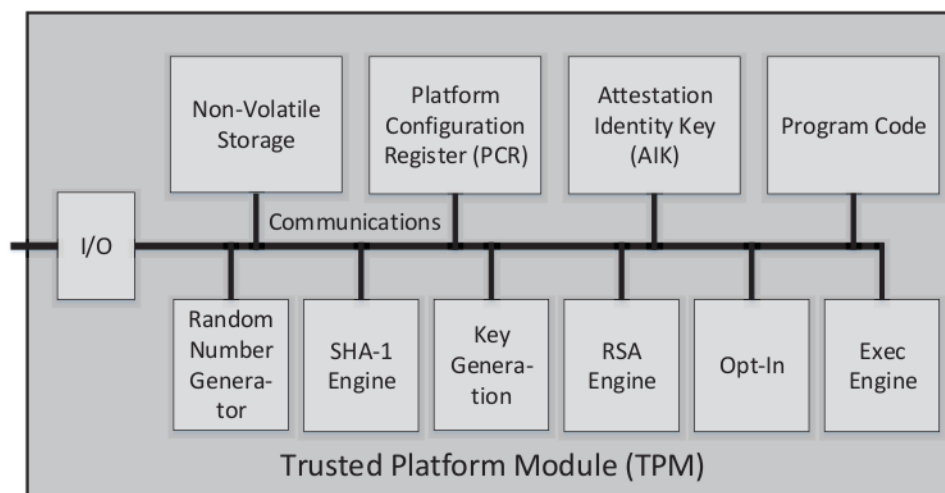 Non-Volatile
Storage
Platform
Configuration
Register (PCR)
Attestation
Identity Key
(AIK)
Program Code
Communications
I/O
Random
Number
Genera-
tor
SHA-1
Engine
Key
Genera-
tion
RSA
Engine
Opt-In
Exec
Engine
Trusted Platform Module (TPM)